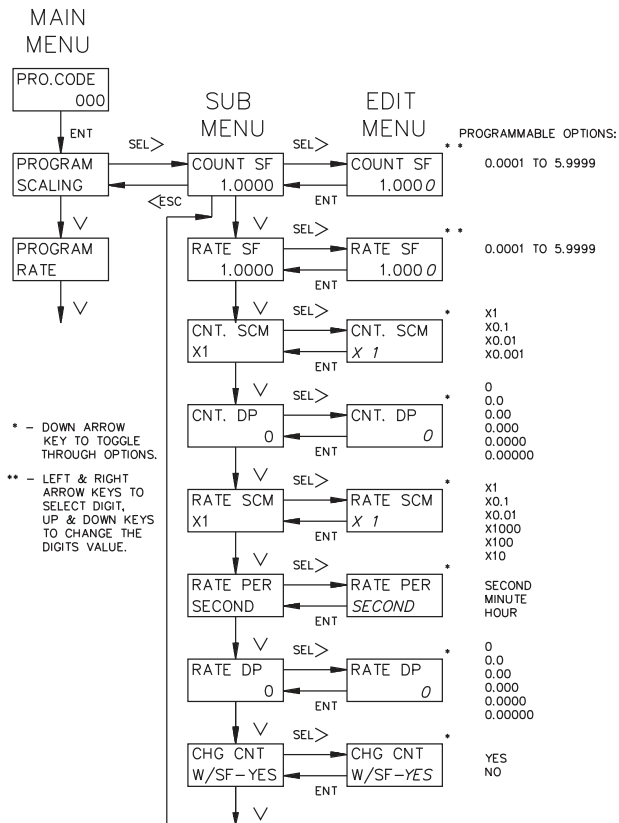 MAIN
MENU
PRO.CODE
000
ENT
SEL>
PROGRAM
SCALING
<ESC
V
PROGRAM
RATE
V
SUB
MENU
EDIT
MENU
PROGRAMMABLE OPTIONS:
COUNT SF
1.0000
SEL>
ENT
COUNT SF
1.0000
* *
0.0001 TO 5.9999
V
RATE SF
1.0000
SEL>
ENT
RATE SF
1.0000
* *
0.0001 TO 5.9999
V
CNT. SCM
X1
SEL>
ENT
CNT. SCM
X 1
*
X1
X0.1
X0.01
X0.001
V
CNT. DP
0
SEL>
ENT
CNT. DP
0
*
0
0.0
0.00
0.000
0.0000
0.00000
V
RATE SCM
X1
SEL>
ENT
RATE SCM
X 1
*
X1
X0.1
X0.01
X1000
X100
X10
V
RATE PER
SECOND
SEL>
ENT
RATE PER
SECOND
*
SECOND
MINUTE
HOUR
V
RATE DP
0
SEL>
ENT
RATE DP
0
*
0
0.0
0.00
0.000
0.0000
0.00000
V
CHG CNT
W/SF-YES
SEL>
ENT
CHG CNT
W/SF-YES
*
YES
NO
V
* - DOWN ARROW
KEY TO TOGGLE
THROUGH OPTIONS.
** - LEFT & RIGHT
ARROW KEYS TO
SELECT DIGIT,
UP & DOWN KEYS
TO CHANGE THE
DIGITS VALUE.